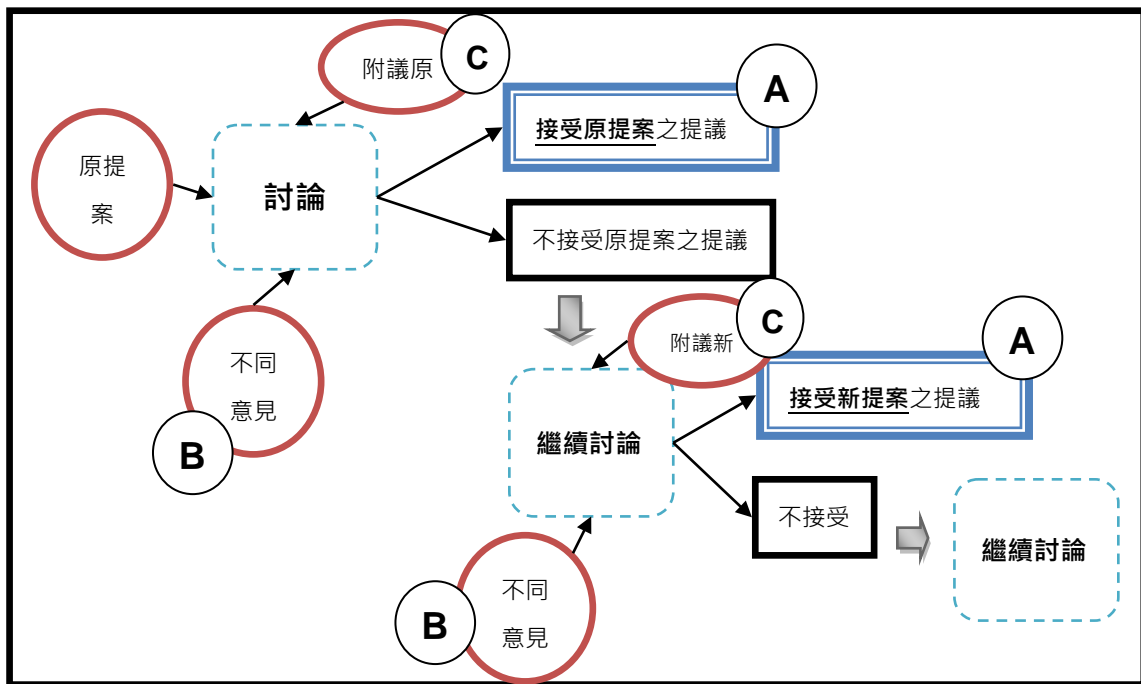 附議原
C
A
接受原提案之提議
原提
案
討論
不接受原提案之提議
不同
意見
B
附議新
C
A
接受新提案之提議
繼續討論
不接受
繼續討論
不同
意見
B